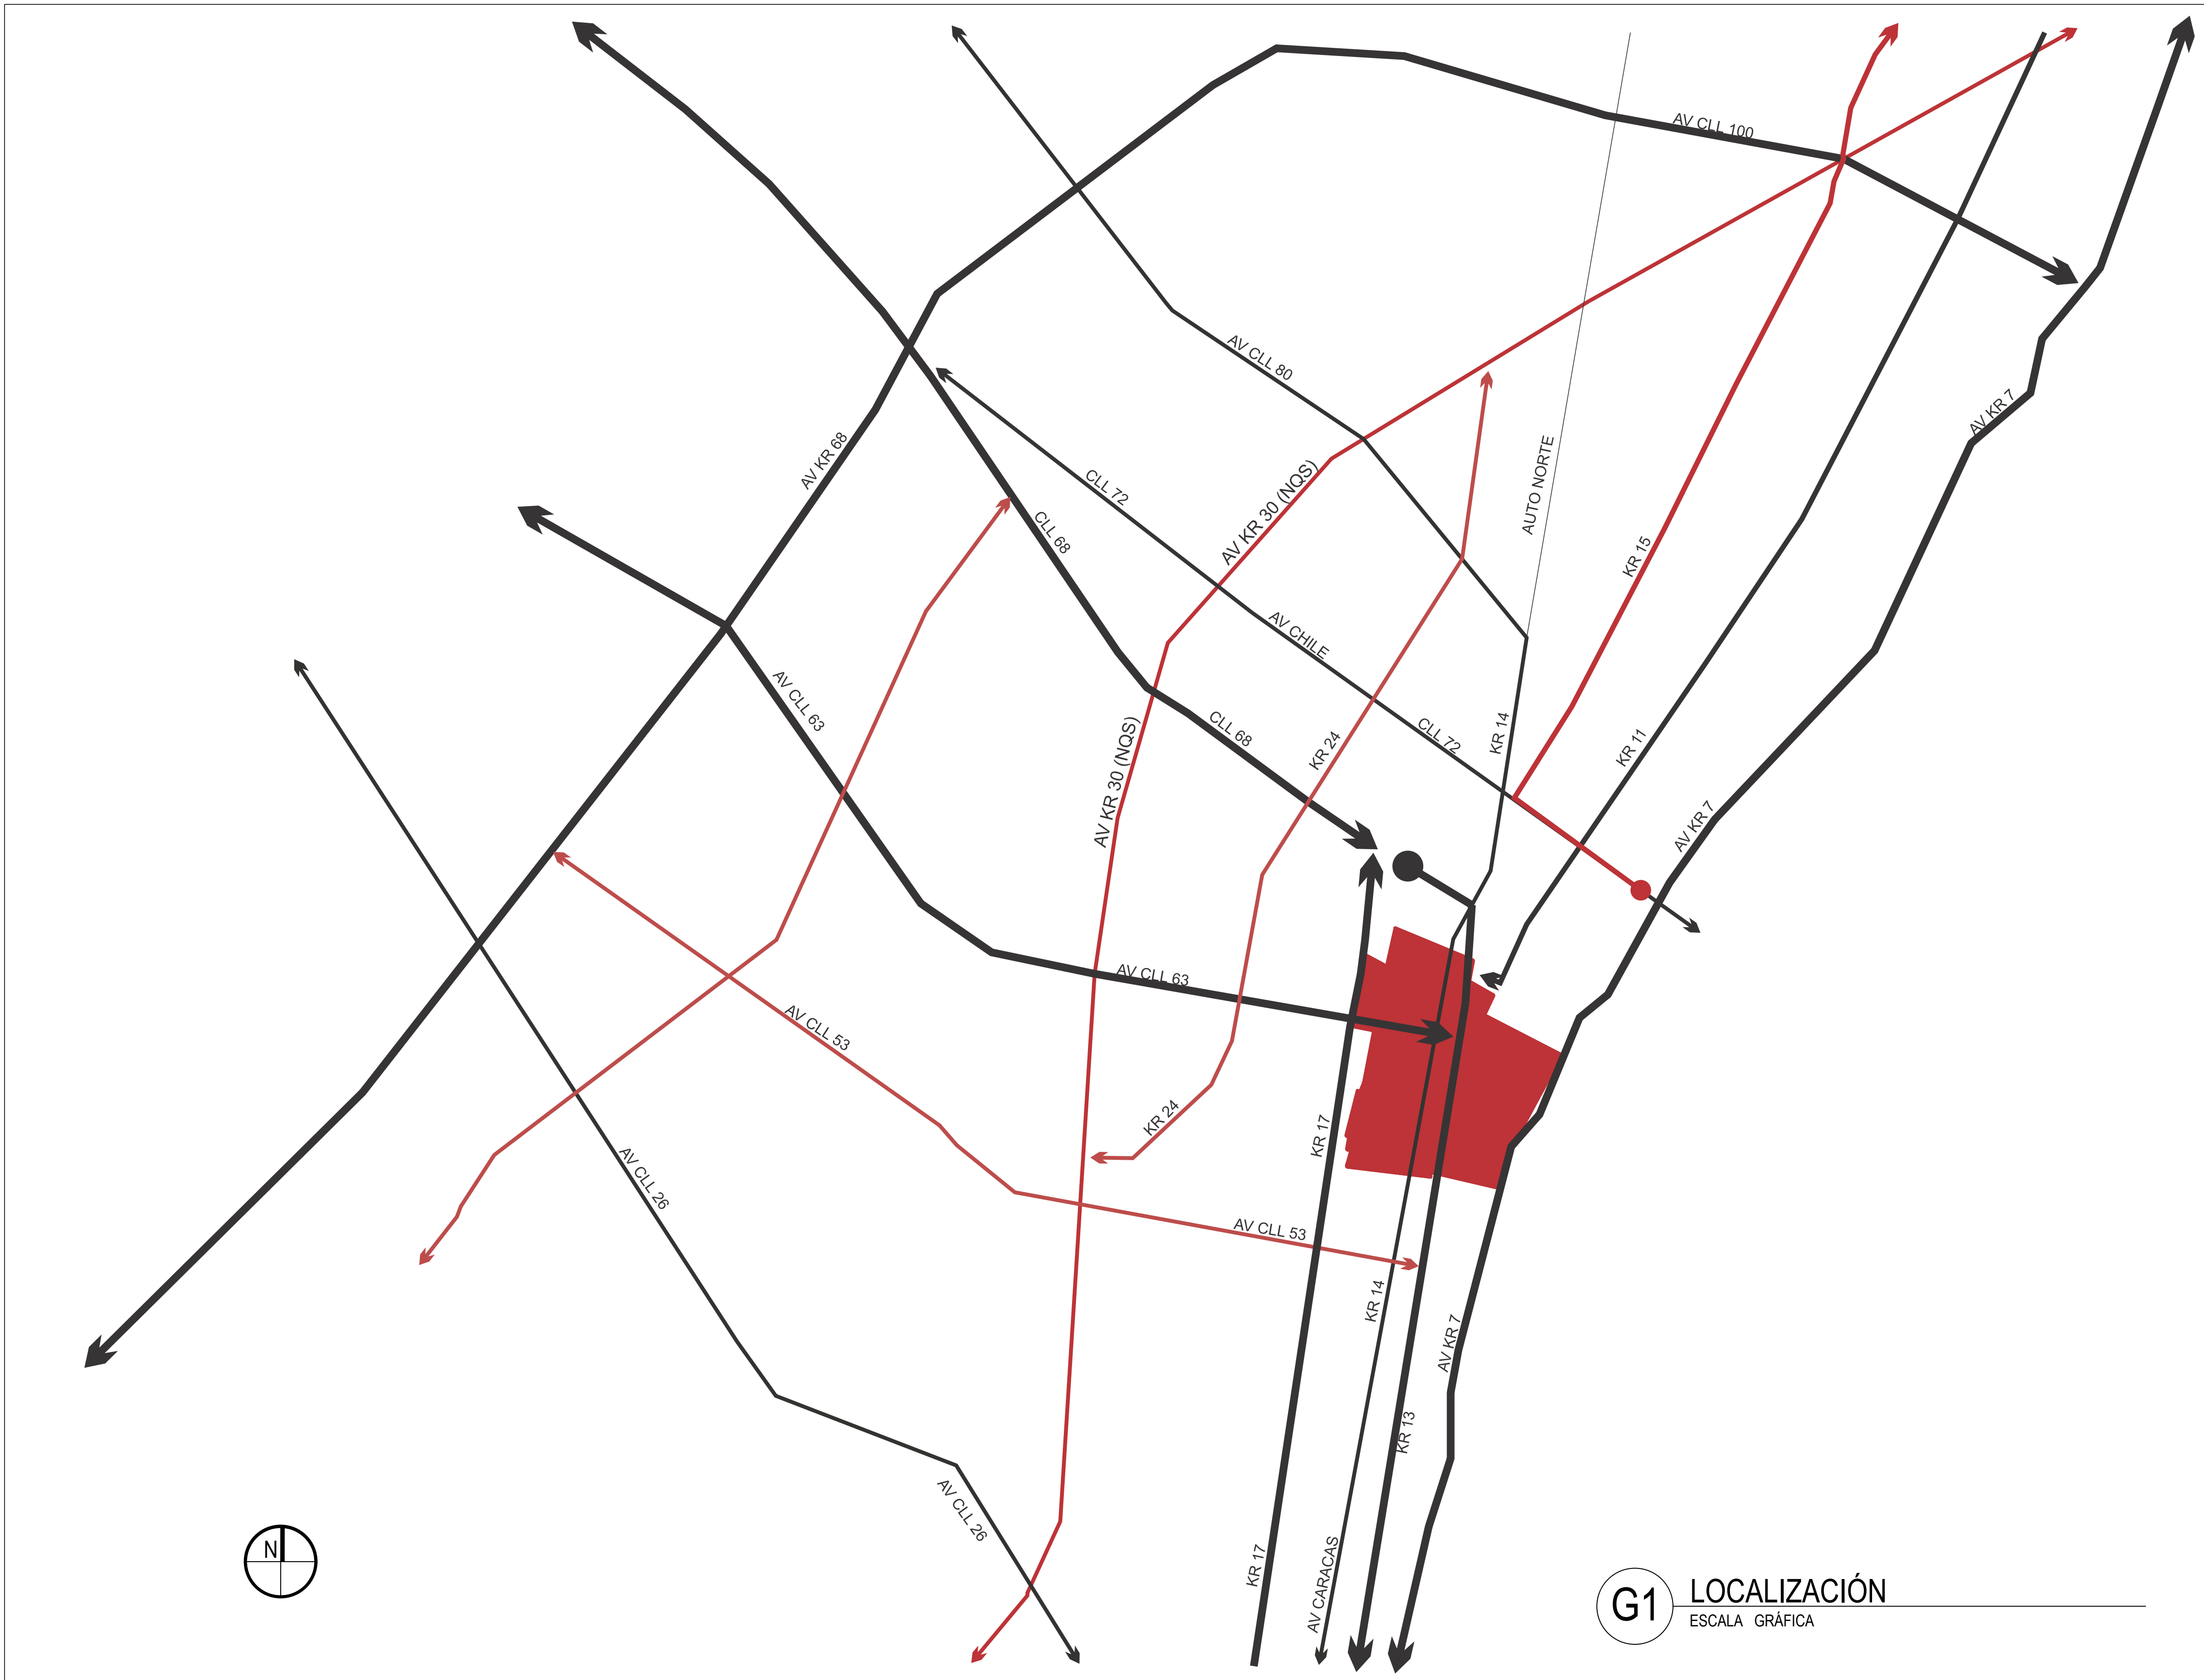 AV CLL 100
AV CLL 80
AV KR 7
AV KR 68
AV KR 30 (NQS)
AUTO NORTE
CLL 72
CLL 68
KR 15
AV CHILE
AV CLL 63
CLL 68
KR 24
CLL 72
KR 14
KR 11
AV KR 30 (NQS)
AV KR 7
AV CLL 63
AV CLL 53
KR 24
KR 17
AV CLL 26
AV CLL 53
KR 14
AV KR 7
KR 13
AV CLL 26
KR 17
AV CARACAS
N
G1
LOCALIZACIÓN
ESCALA GRÁFICA